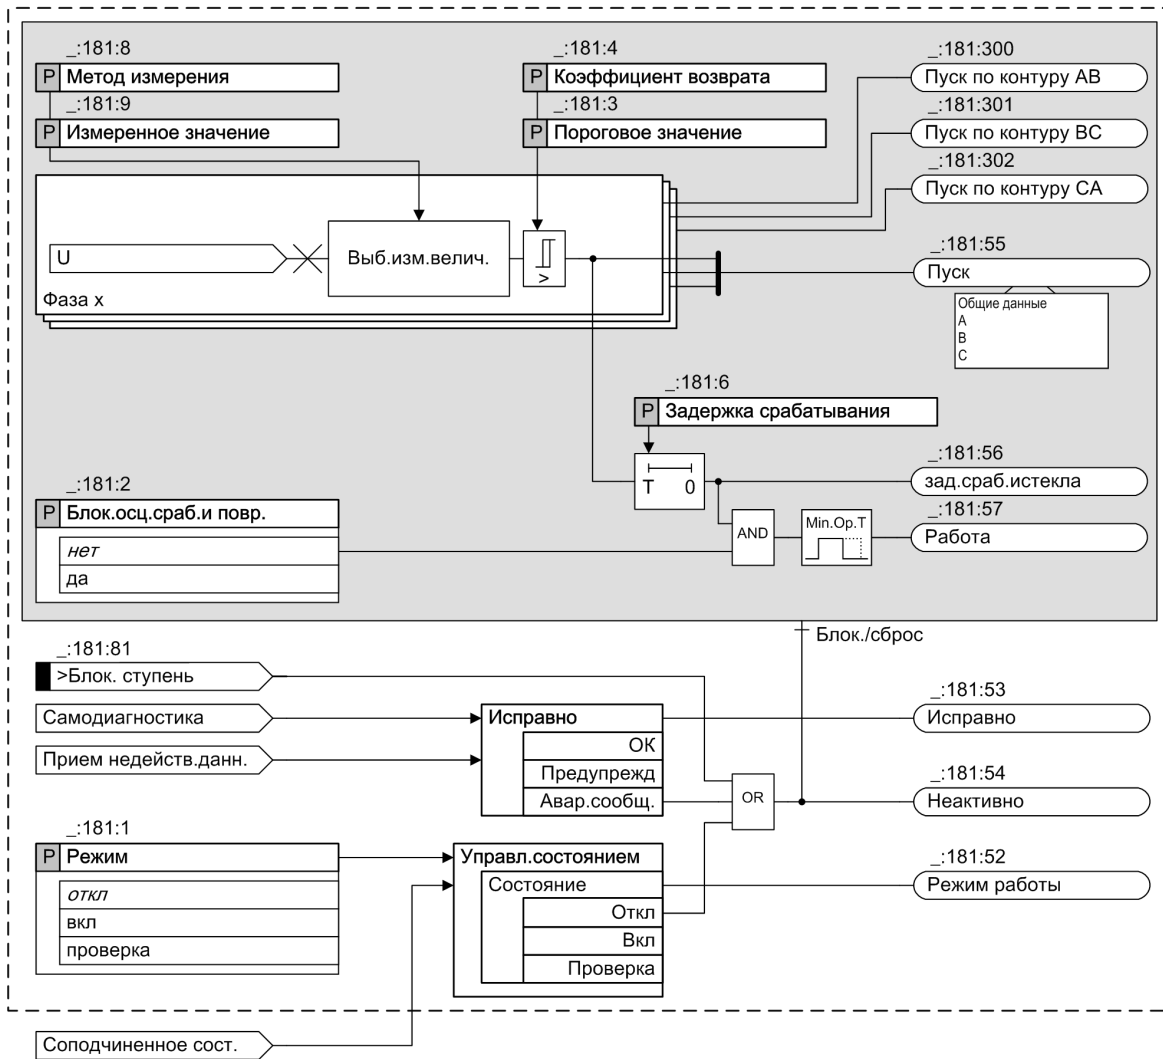 _:181:8
P Метод измерения
_:181:9
P Измеренное значение
_:181:4
P Коэффициент возврата
_:181:3
P Пороговое значение
_:181:300
Пуск по контуру AB
_:181:301
Пуск по контуру BC
_:181:302
Пуск по контуру CA
U
Выб.изм.велич.
>
Фаза x
_:181:55
Пуск
Общие данные
A
B
C
_:181:6
P Задержка срабатывания
T 0
_:181:56
зад.сраб.истекла
_:181:2
P Блок.осц.сраб.и повр.
нет
да
AND
Min.Op.T
_:181:57
Работа
Блок./сброс
_:181:81
>Блок. ступень
Самодиагностика
Прием недейств.данн.
Исправно
ОК
Предупрежд
Авар.сообщ.
OR
_:181:53
Исправно
_:181:54
Неактивно
_:181:1
P Режим
откл
вкл
проверка
Управл.состоянием
Состояние
Откл
Вкл
Проверка
_:181:52
Режим работы
Соподчиненное сост.